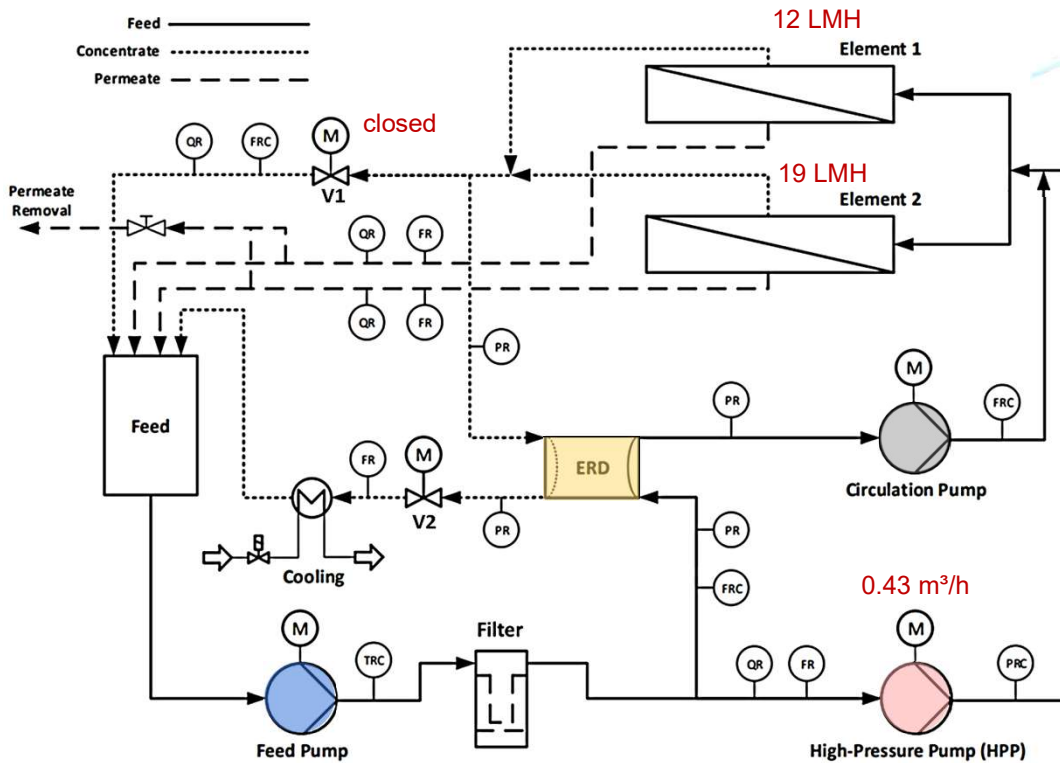 Feed
Concentrate
Permeate
12 LMH
Element 1
closed
M
QR
FRC
V1
19 LMH
Element 2
Permeate
Removal
QR
FR
QR
FR
PR
Feed
M
PR
FRC
M
FR
ERD
Circulation Pump
V2
PR
PR
Cooling
FRC
0.43 m³/h
M
Filter
M
TRC
QR
FR
PRC
Feed Pump
High-Pressure Pump (HPP)